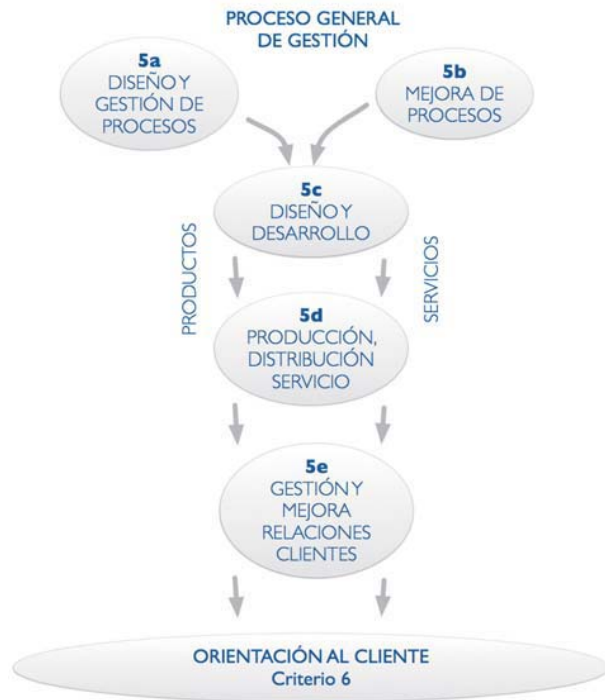 PROCESO GENERAL
DE GESTIÓN
5a
DISEÑO Y
GESTIÓN DE
PROCESOS
5b
MEJORA DE
PROCESOS
5c
DISEÑO Y
DESARROLLO
PRODUCTOS
SERVICIOS
5d
PRODUCCIÓN,
DISTRIBUCIÓN
SERVICIO
5e
GESTIÓN Y
MEJORA
RELACIONES
CLIENTES
ORIENTACIÓN AL CLIENTE
Criterio 6